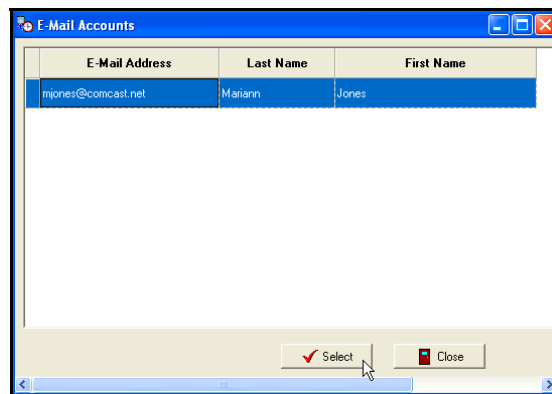 E-Mail Accounts
E-Mail Address Last Name First Name
mjones@comcast.net Mariann Jones
Select Close